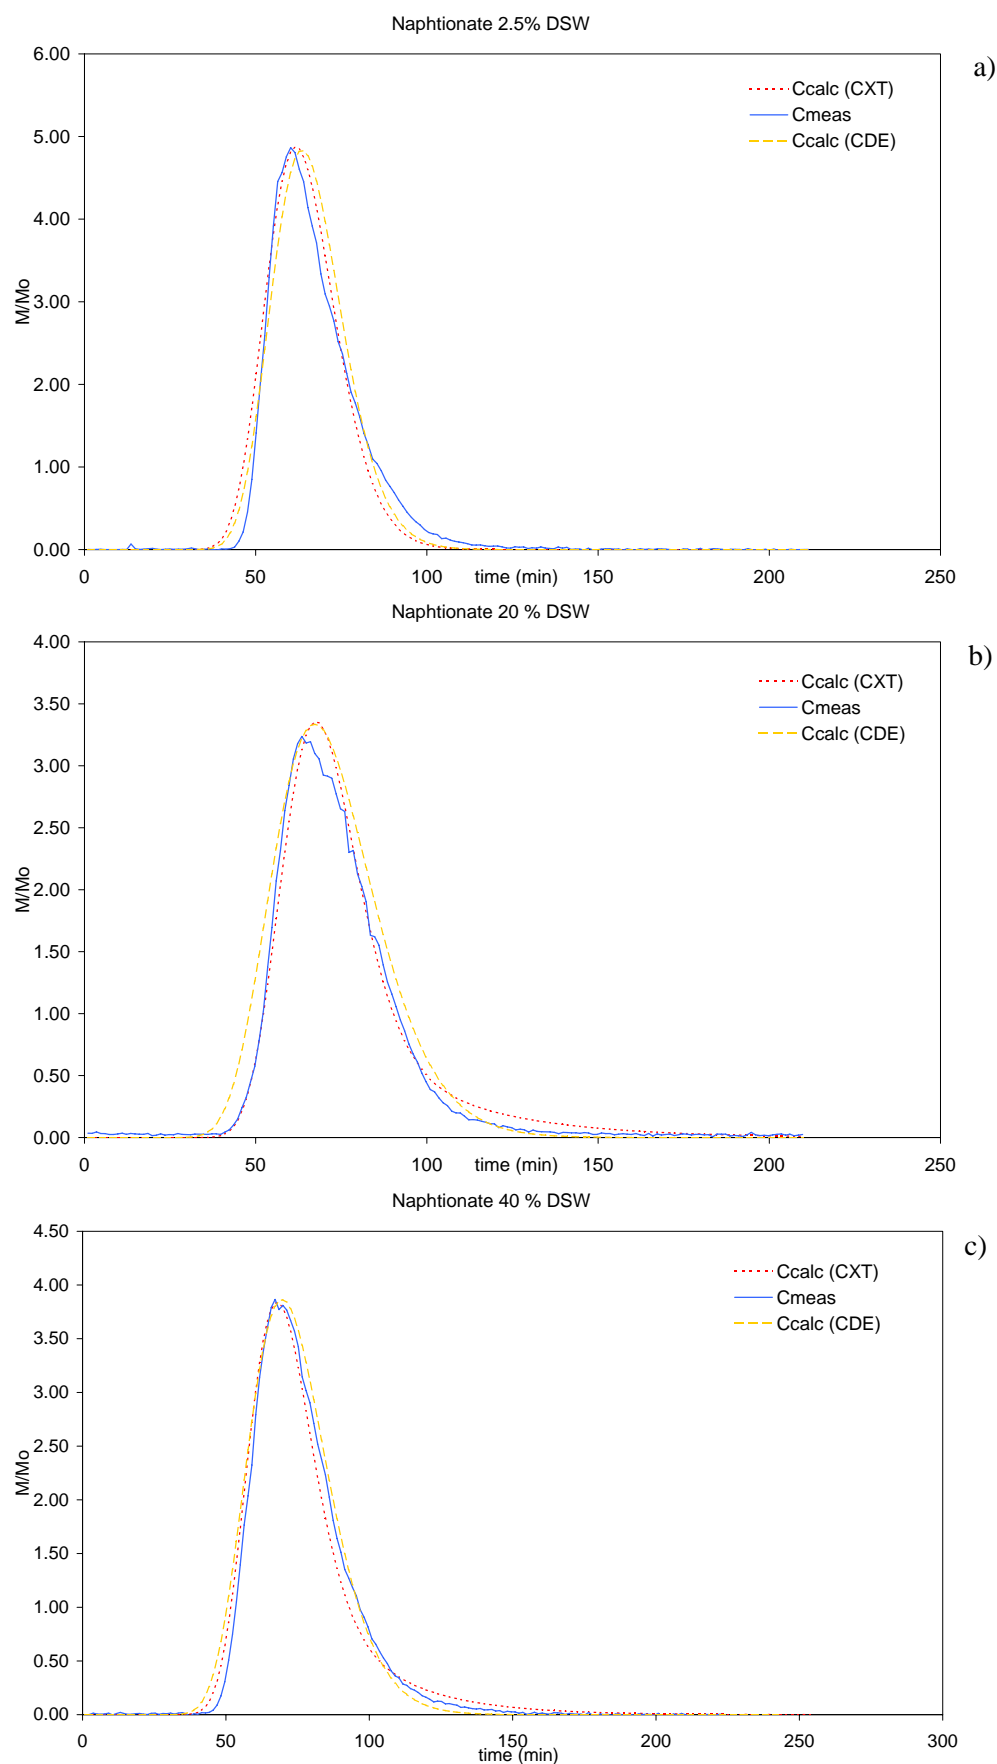 Naphtionate 2.5% DSW
a)
6.00
5.00
4.00
3.00
2.00
1.00
0.00
M/Mo
Ccalc (CXT)
Cmeas
Ccalc (CDE)
0 50 100 150 200 250
time (min)
Naphtionate 20 % DSW
b)
4.00
3.50
3.00
2.50
2.00
1.50
1.00
0.50
0.00
M/Mo
Ccalc (CXT)
Cmeas
Ccalc (CDE)
0 50 100 150 200 250
time (min)
Naphtionate 40 % DSW
c)
4.50
4.00
3.50
3.00
2.50
2.00
1.50
1.00
0.50
0.00
M/Mo
Ccalc (CXT)
Cmeas
Ccalc (CDE)
0 50 100 150 200 250 300
time (min)